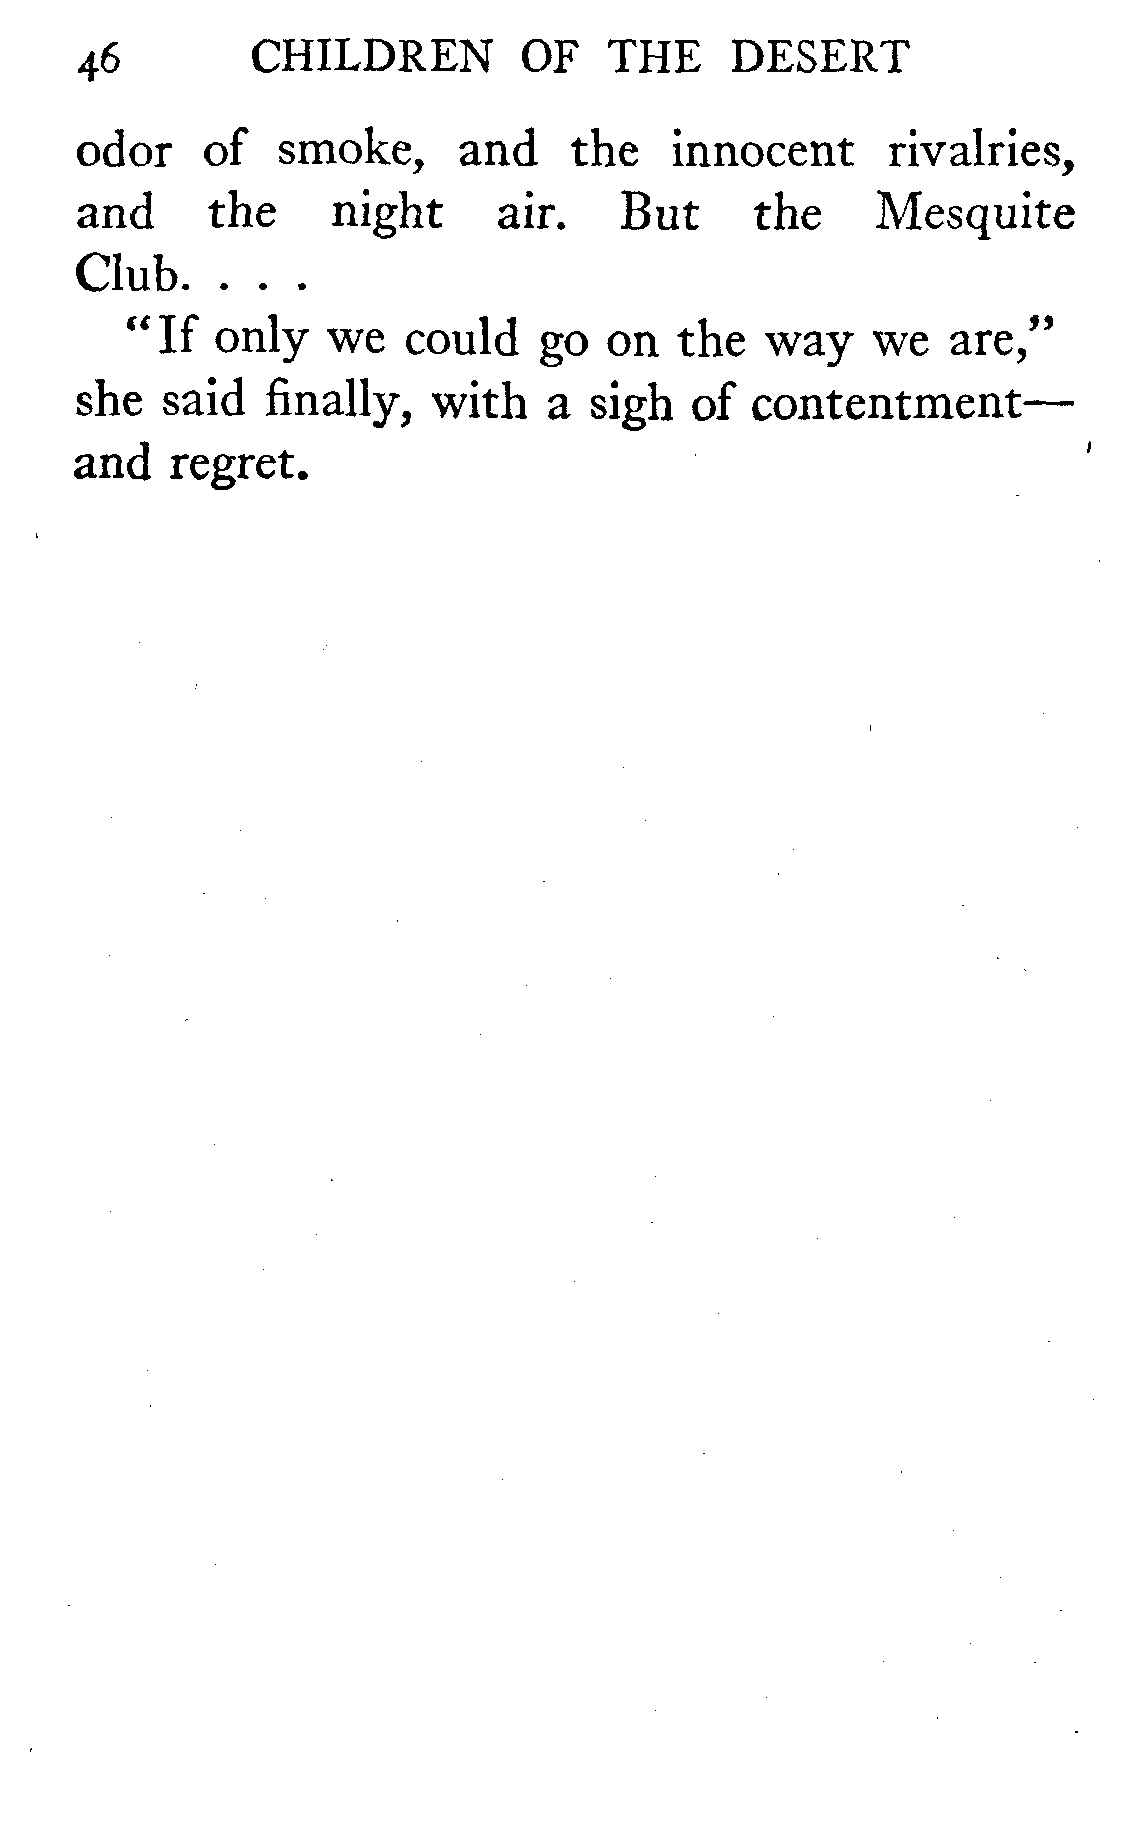 46 CHILDREN OF THE DESERT
odor of smoke, and the innocent rivalries,
and the night air. But the Mesquite
Club. . . .
“If only we could go on the way we are,”
she said finally, with a sigh of contentment—
and regret.